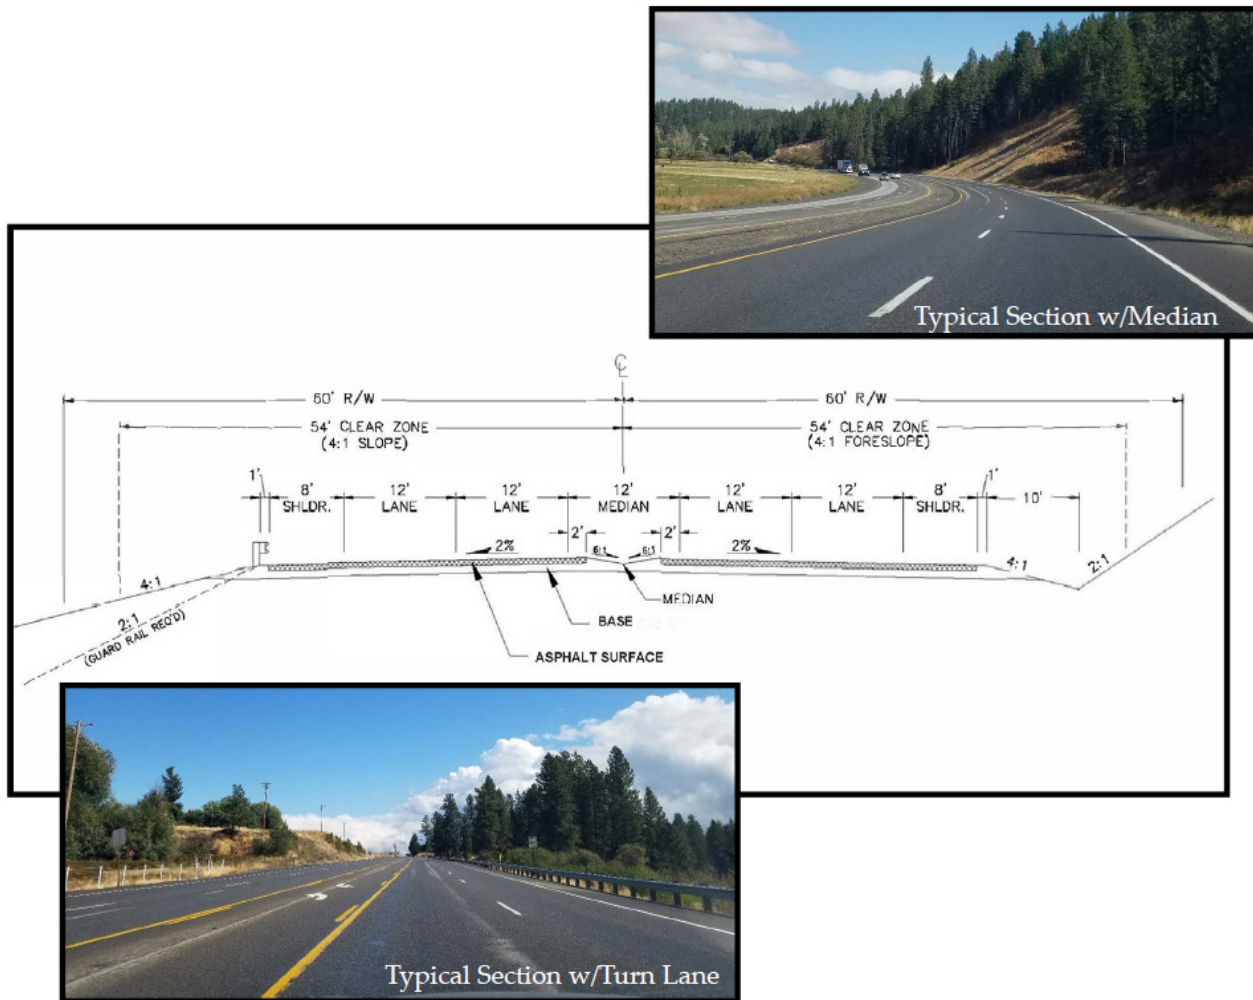 Typical Section w/Median
℄
60' R/W 60' R/W
54' CLEAR ZONE 54' CLEAR ZONE
(4:1 SLOPE) (4:1 FORESLOPE)
1' 1'
8' 12' 12' 12' 12' 12' 8' 10'
SHLDR. LANE LANE MEDIAN LANE LANE SHLDR.
2' 2'
2% 6:1 6:1 2%
4:1 4:1 2:1
2:1
(GUARD RAIL REQ'D)
MEDIAN
BASE
ASPHALT SURFACE
Typical Section w/Turn Lane